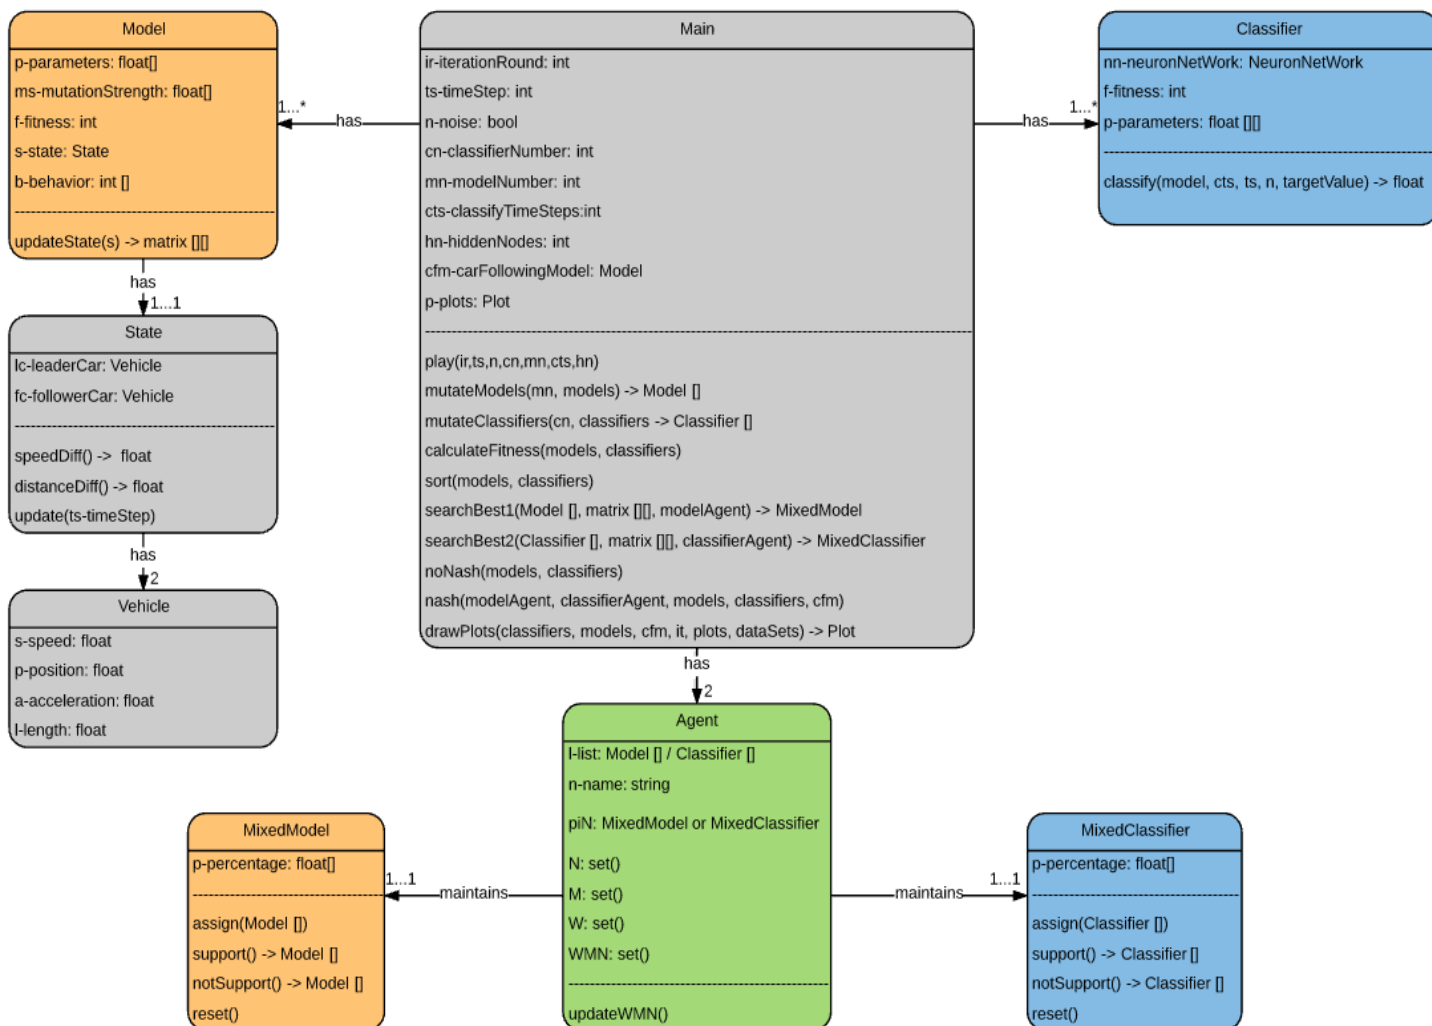 Model
p-parameters: float[]
ms-mutationStrength: float[]
f-fitness: int
s-state: State
b-behavior: int []
updateState(s) -> matrix [][]
has
1...1
State
lc-leaderCar: Vehicle
fc-followerCar: Vehicle
speedDiff() -> float
distanceDiff() -> float
update(ts-timeStep)
has
2
Vehicle
s-speed: float
p-position: float
a-acceleration: float
l-length: float
1...*
has
Main
ir-iterationRound: int
ts-timeStep: int
n-noise: bool
cn-classifierNumber: int
mn-modelNumber: int
cts-classifyTimeSteps:int
hn-hiddenNodes: int
cfm-carFollowingModel: Model
p-plots: Plot
play(ir,ts,n,cn,mn,cts,hn)
mutateModels(mn, models) -> Model []
mutateClassifiers(cn, classifiers -> Classifier []
calculateFitness(models, classifiers)
sort(models, classifiers)
searchBest1(Model [], matrix [][], modelAgent) -> MixedModel
searchBest2(Classifier [], matrix [][], classifierAgent) -> MixedClassifier
noNash(models, classifiers)
nash(modelAgent, classifierAgent, models, classifiers, cfm)
drawPlots(classifiers, models, cfm, it, plots, dataSets) -> Plot
has
1...*
Classifier
nn-neuronNetWork: NeuronNetWork
f-fitness: int
p-parameters: float [][]
classify(model, cts, ts, n, targetValue) -> float
has
2
Agent
l-list: Model [] / Classifier []
n-name: string
piN: MixedModel or MixedClassifier
N: set()
M: set()
W: set()
WMN: set()
updateWMN()
maintains
1...1
MixedModel
p-percentage: float[]
assign(Model [])
support() -> Model []
notSupport() -> Model []
reset()
maintains
1...1
MixedClassifier
p-percentage: float[]
assign(Classifier [])
support() -> Classifier []
notSupport() -> Classifier []
reset()